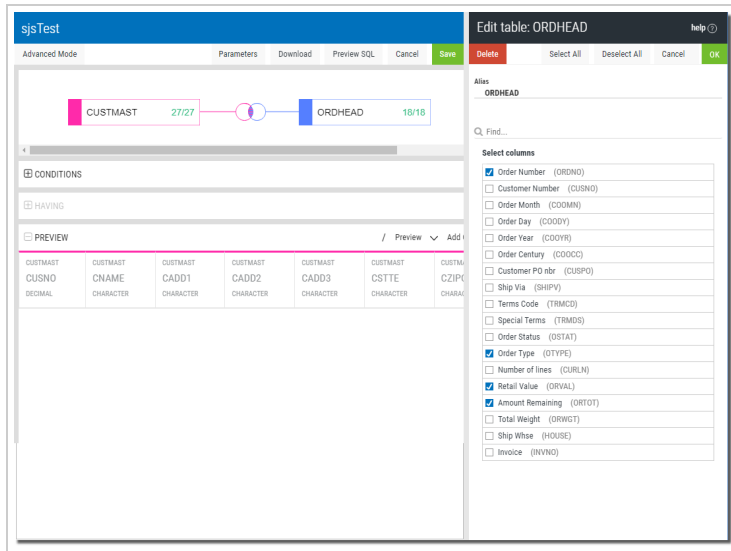 sjsTest
Advanced Mode Parameters Download Preview SQL Cancel Save
CUSTMAST 27/27 ORDHEAD 18/18
CONDITIONS
HAVING
PREVIEW / Preview Add
CUSTMAST CUSTMAST CUSTMAST CUSTMAST CUSTMAST CUSTMAST CUSTMA
CUSNO CNAME CADD1 CADD2 CADD3 CSTTE CZIP
DECIMAL CHARACTER CHARACTER CHARACTER CHARACTER CHARACTER CHARAC
Edit table: ORDHEAD help ?
Delete Select All Deselect All Cancel OK
Alias
ORDHEAD
Find...
Select columns
Order Number (ORDNO)
Customer Number (CUSNO)
Order Month (COOMN)
Order Day (COODY)
Order Year (COOYR)
Order Century (COOCC)
Customer PO nbr (CUSPO)
Ship Via (SHIPV)
Terms Code (TRMCD)
Special Terms (TRMDS)
Order Status (OSTAT)
Order Type (OTYPE)
Number of lines (CURLN)
Retail Value (ORVAL)
Amount Remaining (ORTOT)
Total Weight (ORWGT)
Ship Whse (HOUSE)
Invoice (INVNO)